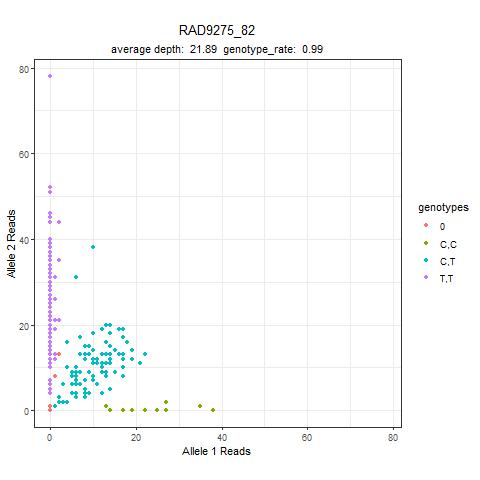 RAD9275_82
average depth: 21.89 genotype_rate: 0.99
80
60
40
20
0
Allele 2 Reads
0 20 40 60 80
Allele 1 Reads
genotypes
0
C,C
C,T
T,T